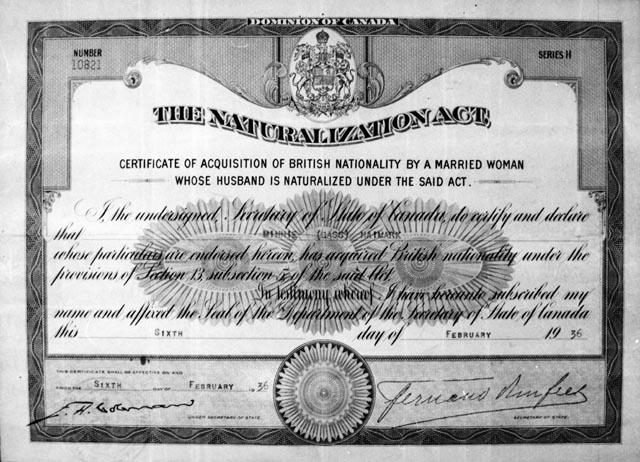 DOMINION OF CANADA
NUMBER
10821
SERIES H
THE NATURALIZATION ACT,
CERTIFICATE OF ACQUISITION OF BRITISH NATIONALITY BY A MARRIED WOMAN
WHOSE HUSBAND IS NATURALIZED UNDER THE SAID ACT.
I, the undersigned, Secretary of State of Canada, do certify and declare
that MINNIE (GASS) HAIMARK
whose particulars are endorsed hereon, has acquired British nationality under the
provisions of Section 13, subsection 5, of the said Act.
In testimony whereof, I have hereunto subscribed my
name and affixed the Seal of the Department of the Secretary of State of Canada
this SIXTH day of FEBRUARY 1936
THIS CERTIFICATE SHALL BE EFFECTIVE ON AND
FROM THE SIXTH DAY OF FEBRUARY 1936
UNDER SECRETARY OF STATE.
SECRETARY OF STATE.